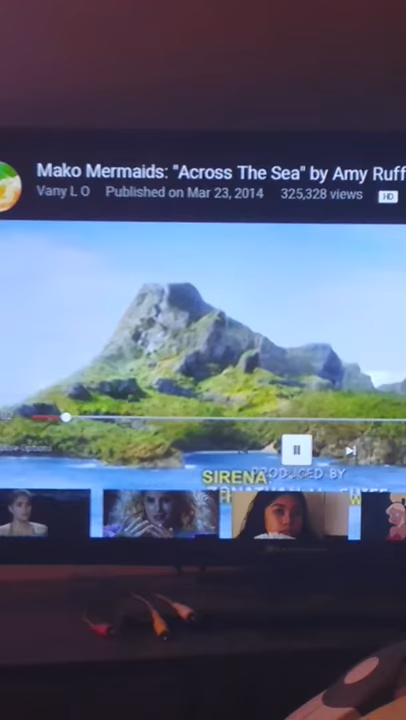 Mako Mermaids: "Across The Sea" by Amy Ruff
Vany L O Published on Mar 23, 2014 325,328 views HD
SIRENA
PRODUCED BY